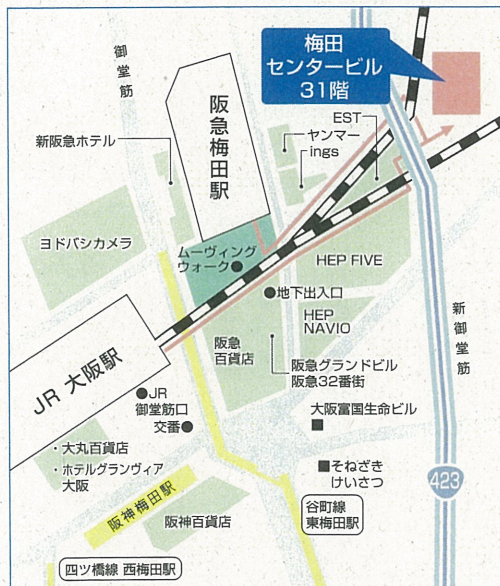 梅田
センタービル
31階
御堂筋
阪急梅田駅
新阪急ホテル
EST
ヤンマー
ings
ヨドバシカメラ
ムーヴィング
ウォーク
HEP FIVE
地下出入口
HEP
NAVIO
新御堂筋
阪急
百貨店
阪急グランドビル
阪急32番街
JR 大阪駅
JR
御堂筋口
交番
大阪富国生命ビル
・大丸百貨店
・ホテルグランヴィア
大阪
そねざき
けいさつ
423
阪神梅田駅
阪神百貨店
谷町線
東梅田駅
四ツ橋線 西梅田駅